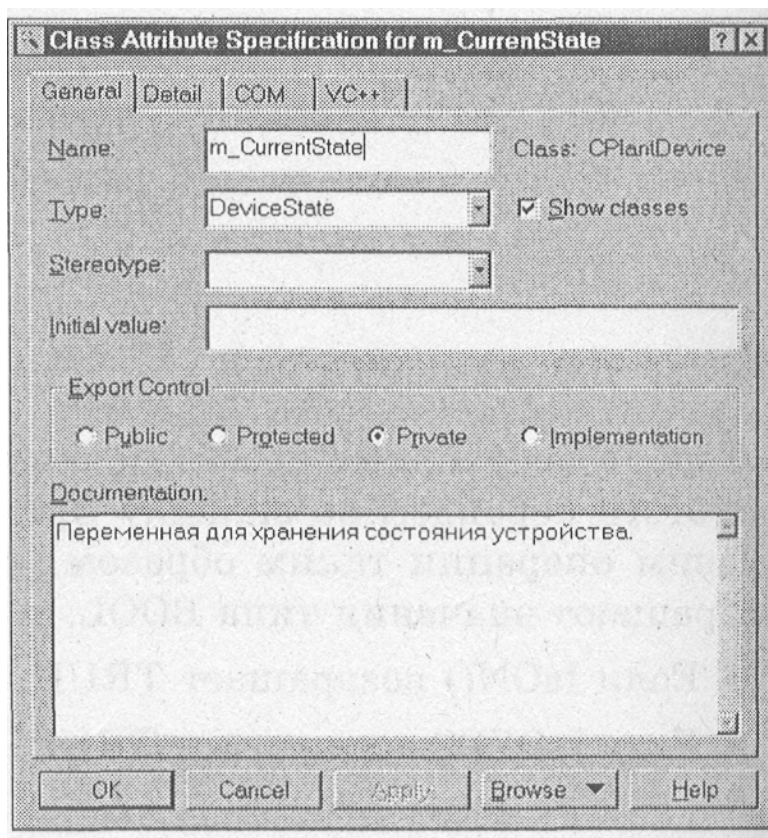 Class Attribute Specification for m_CurrentState
General Detail COM VC++
Name: m_CurrentState Class: CPlantDevice
Type: DeviceState Show classes
Stereotype:
Initial value:
Export Control
Public Protected Private Implementation
Documentation.
Переменная для хранения состояния устройства.
OK Cancel Apply Browse Help